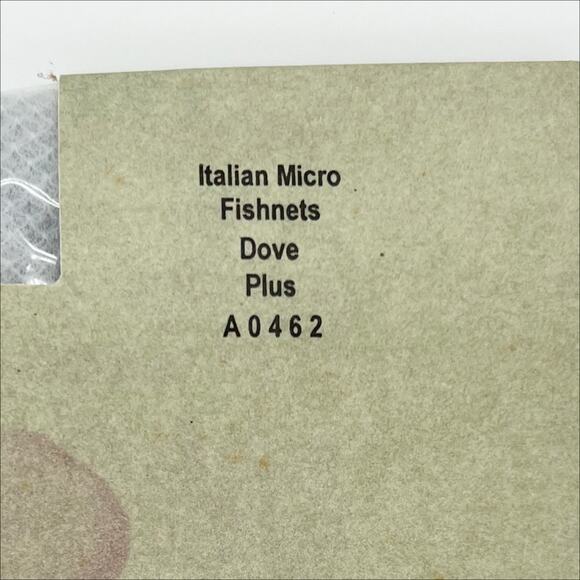 Italian Micro
Fishnets
Dove
Plus
A0462